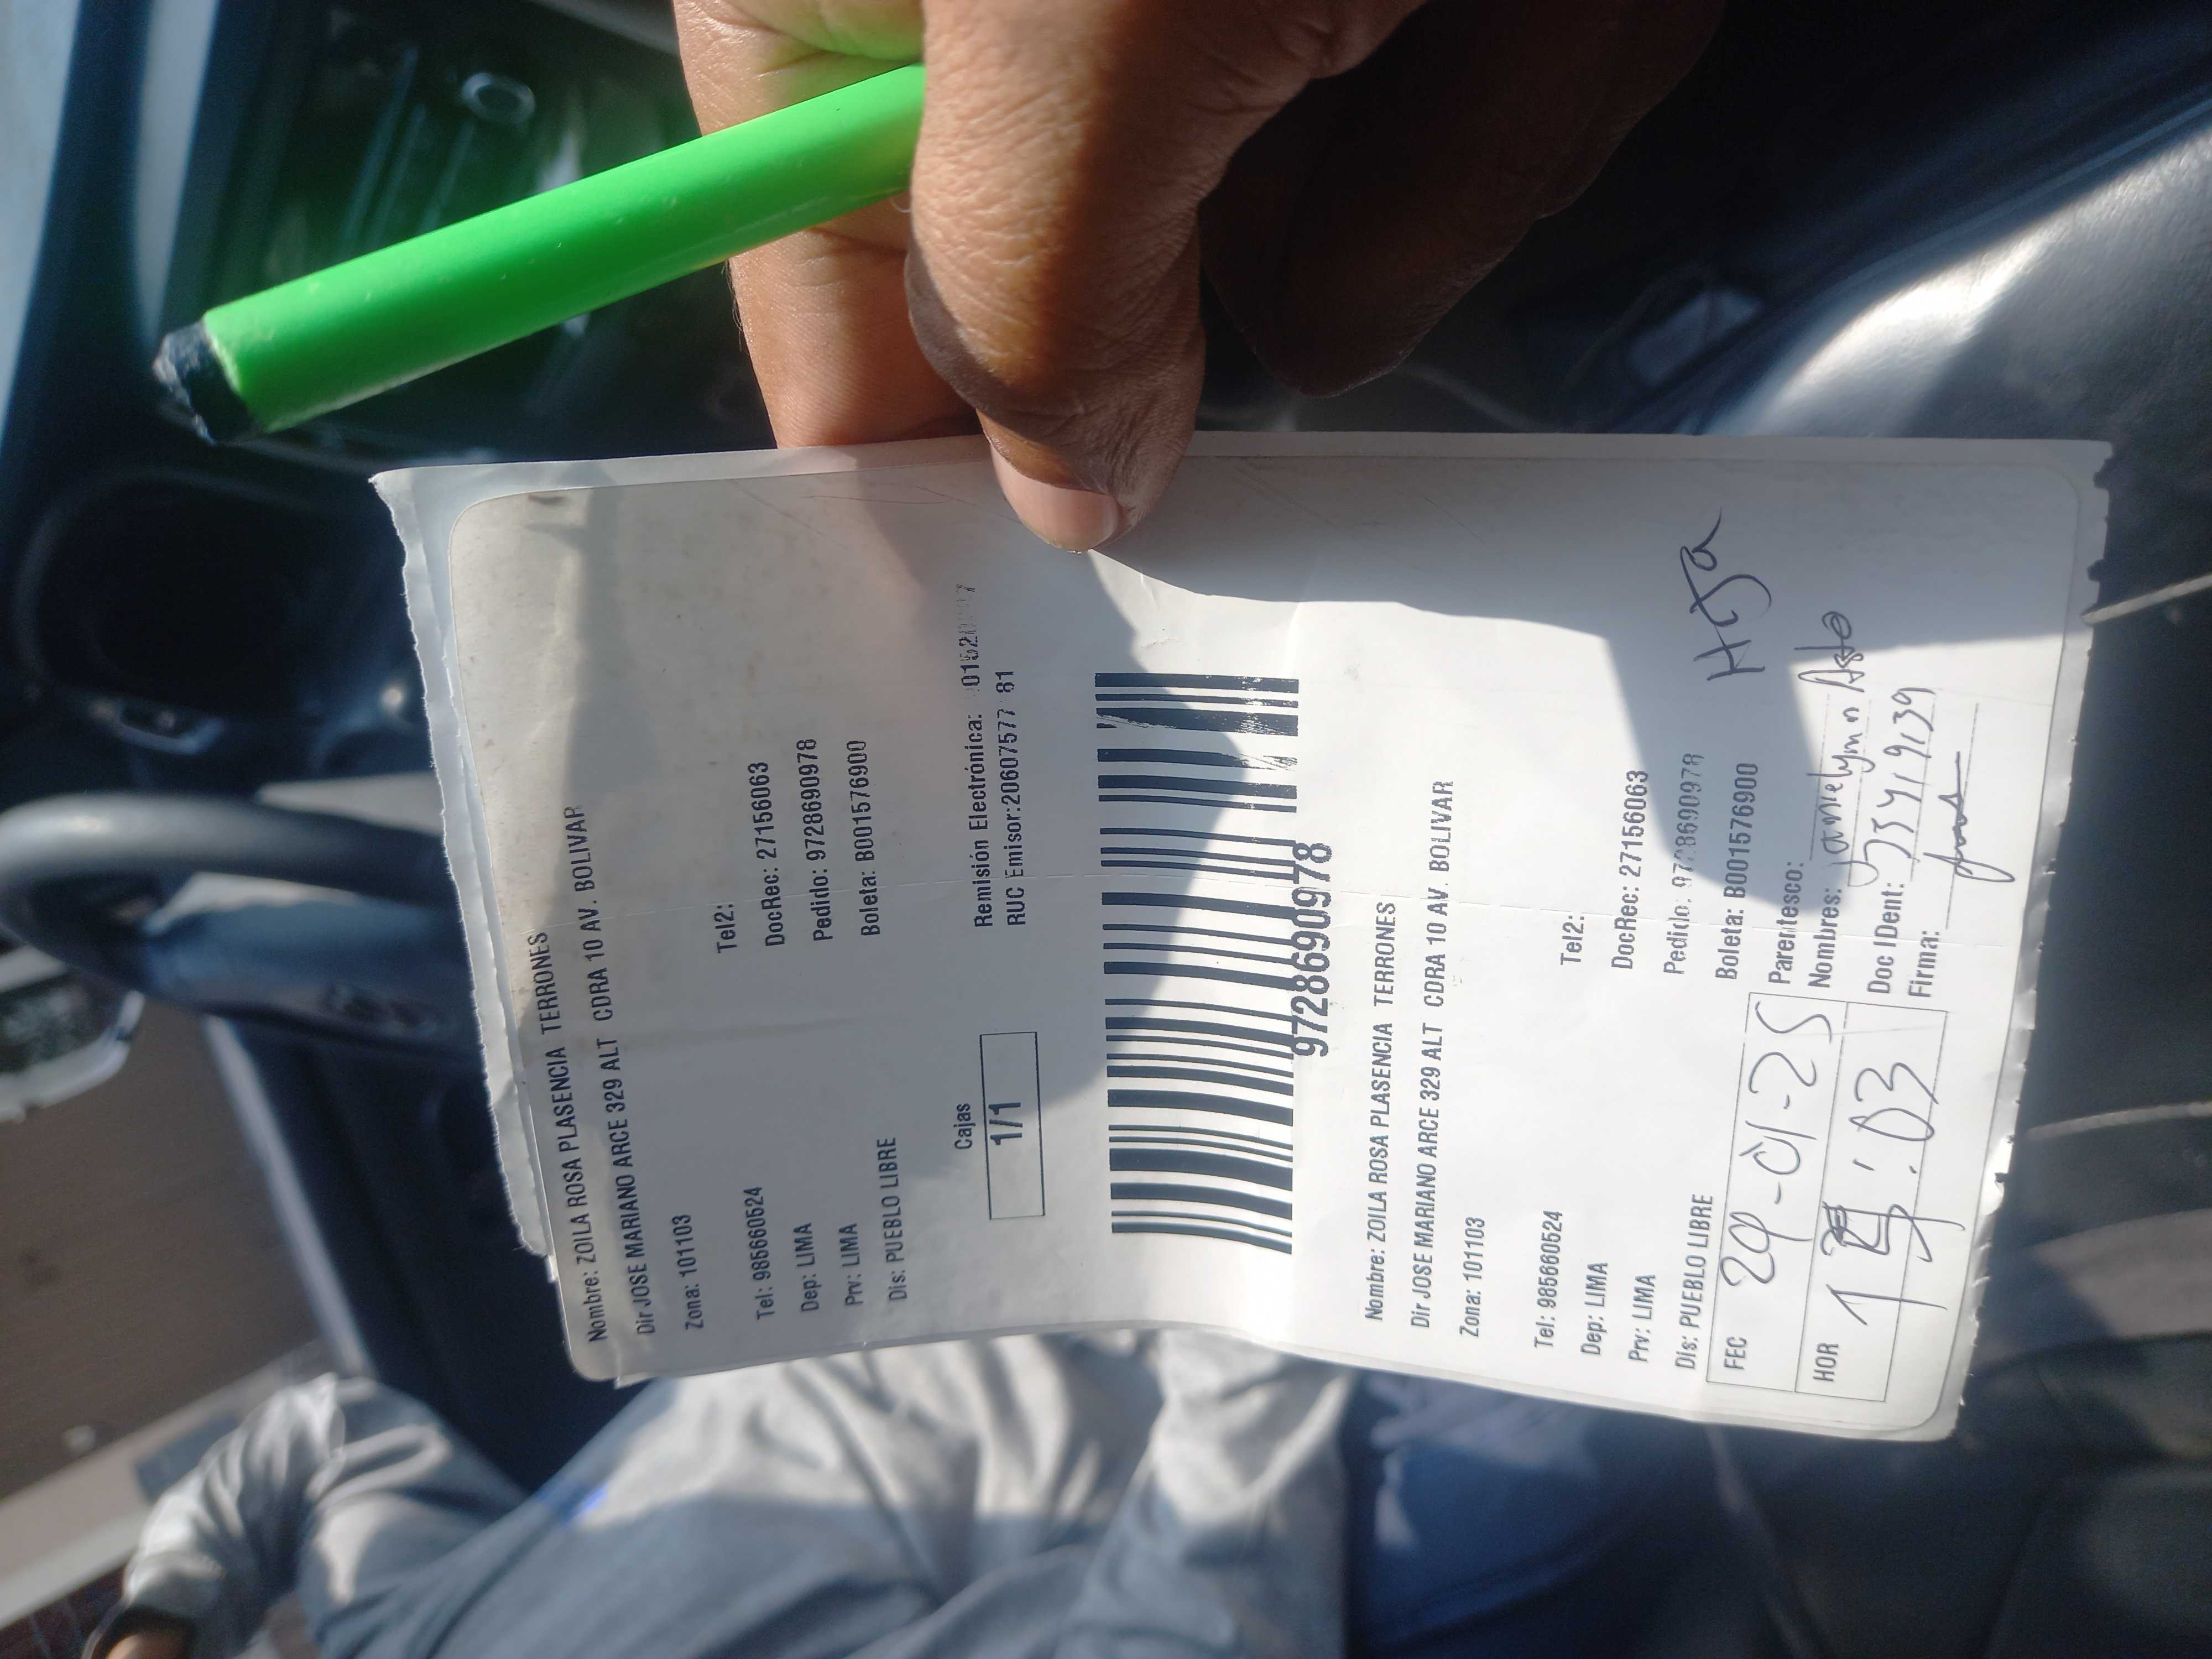 Nombre: ZOILA ROSA PLASENCIA TERRONES
Dir JOSE MARIANO ARCE 329 ALT CDRA 10 AV. BOLIVAR
Zona: 101103
Tel: 985660524 Tel2:
Dep: LIMA DocRec: 27156063
Prv: LIMA Pedido: 9728690978
Dis: PUEBLO LIBRE Boleta: B001576900
Cajas Remisión Electrónica:
1/1 RUC Emisor:20607577 81
9728690978
Nombre: ZOILA ROSA PLASENCIA TERRONES
Dir JOSE MARIANO ARCE 329 ALT CDRA 10 AV. BOLIVAR
Zona: 101103
Tel: 985660524 Tel2:
Dep: LIMA DocRec: 27156063
Prv: LIMA Pedido: 9728690978
Dis: PUEBLO LIBRE Boleta: B001576900
FEC 29-01-25 Parentesco: HIJA
HOR Nombres:
Doc IDent:
Firma: